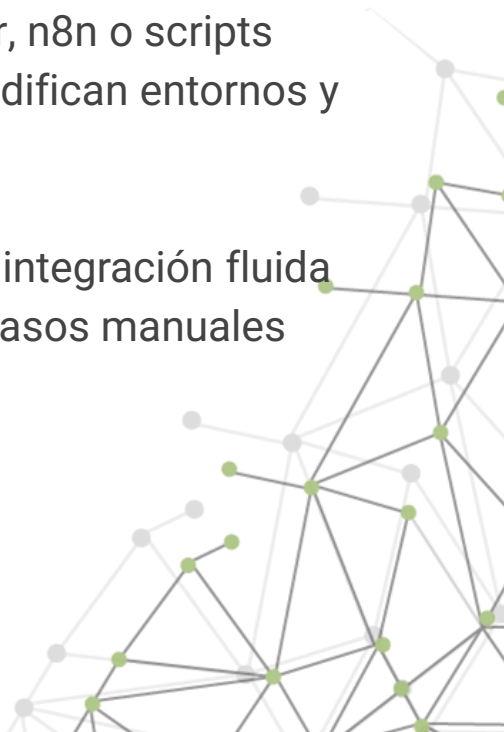 r, n8n o scripts
difican entornos y
integración fluida
asos manuales